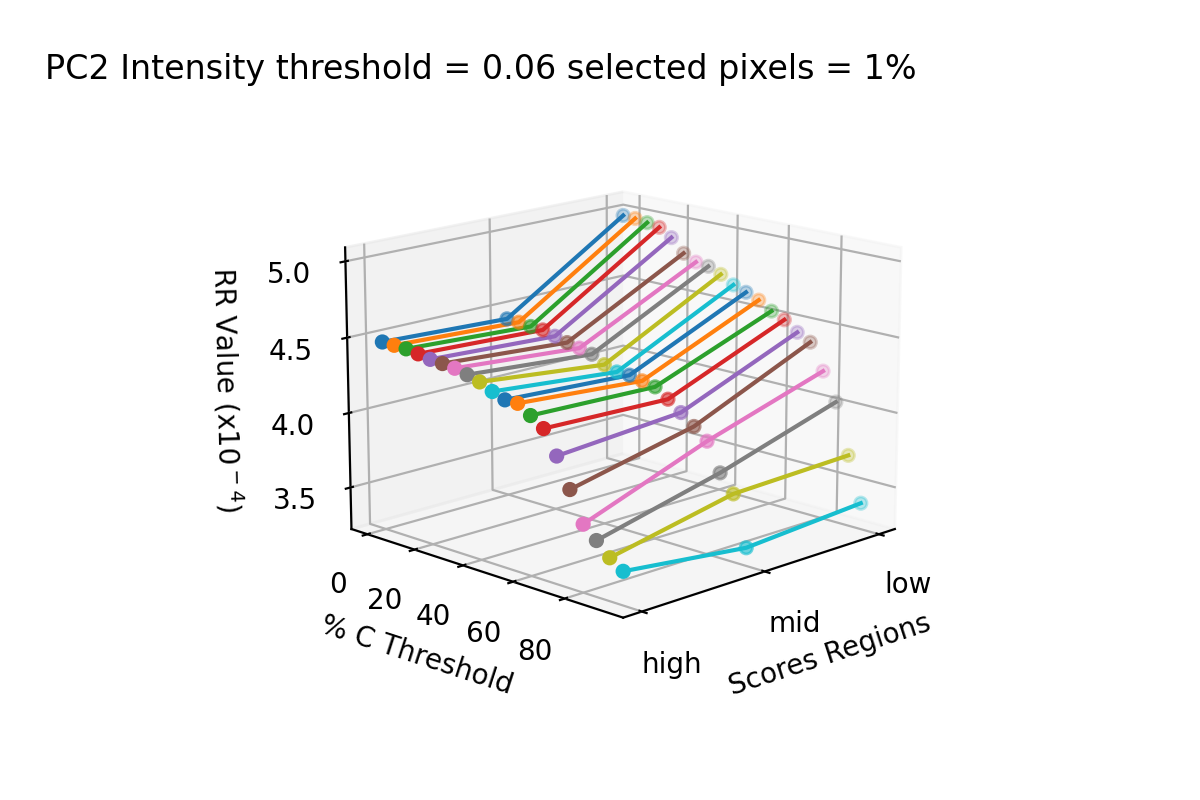 PC2 Intensity threshold = 0.06 selected pixels = 1%
RR Value (x10⁻⁴)
5.0
4.5
4.0
3.5
0
20
40
60
80
% C Threshold
high
mid
low
Scores Regions